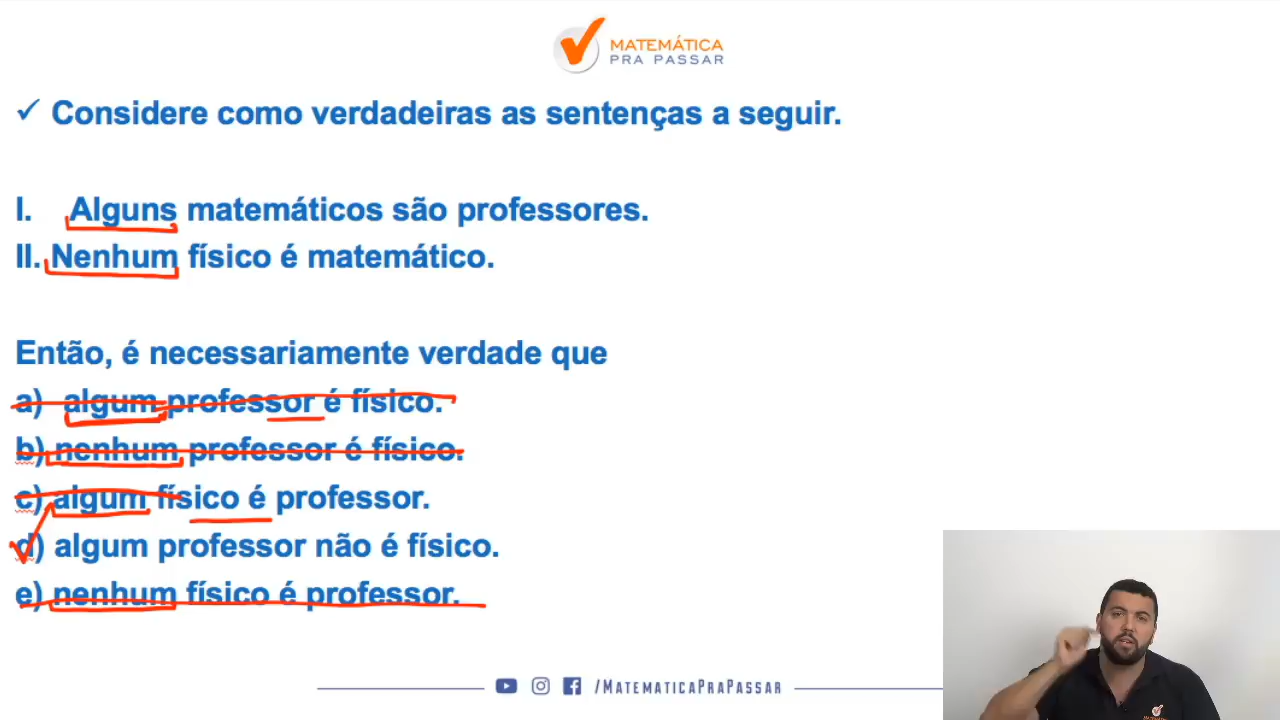 MATEMÁTICA
PRA PASSAR
✓ Considere como verdadeiras as sentenças a seguir.
I. Alguns matemáticos são professores.
II. Nenhum físico é matemático.
Então, é necessariamente verdade que
a) algum professor é físico.
b) nenhum professor é físico.
c) algum físico é professor.
d) algum professor não é físico.
e) nenhum físico é professor.
/MATEMATICAPRAPASSAR